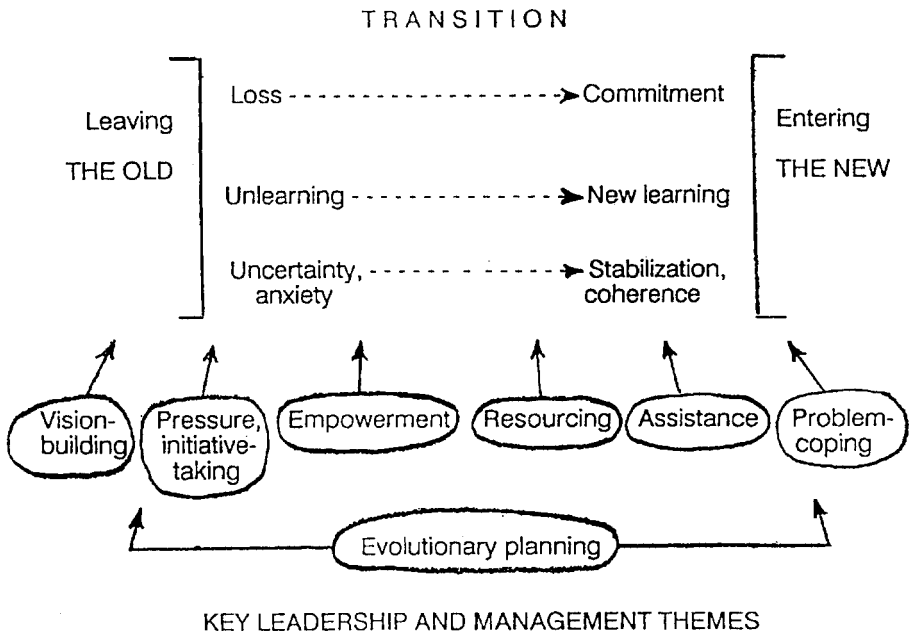 TRANSITION
Leaving
THE OLD
Loss
Commitment
Unlearning
New learning
Uncertainty,
anxiety
Stabilization,
coherence
Entering
THE NEW
Vision-
building
Pressure,
initiative-
taking
Empowerment
Resourcing
Assistance
Problem-
coping
Evolutionary planning
KEY LEADERSHIP AND MANAGEMENT THEMES